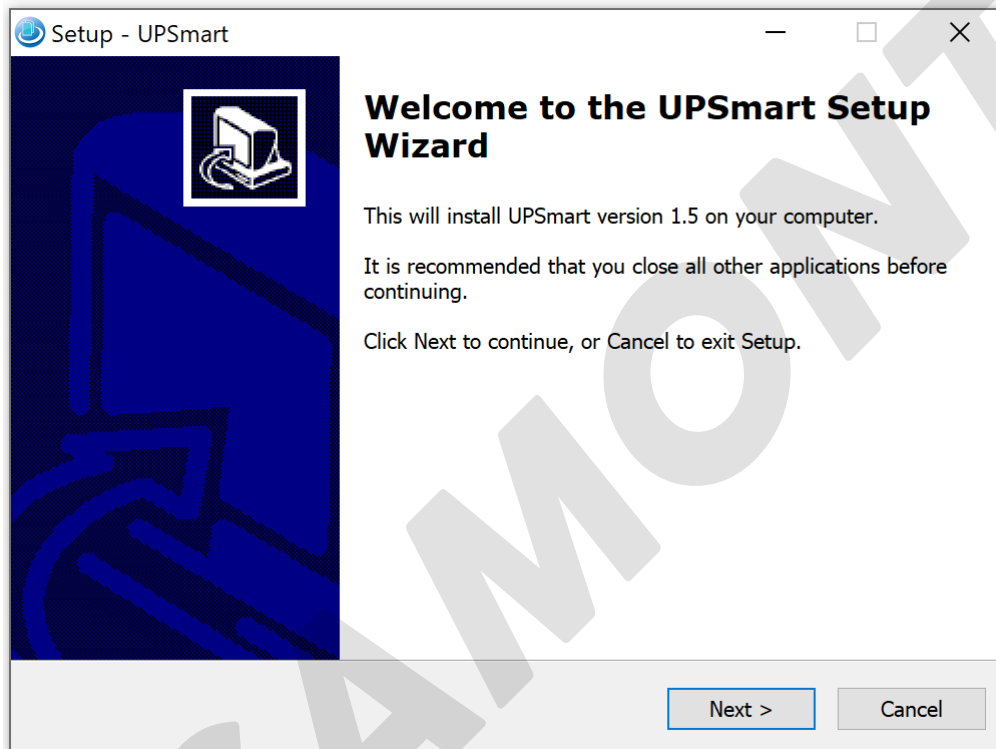 Setup - UPSmart
Welcome to the UPSmart Setup
Wizard
This will install UPSmart version 1.5 on your computer.
It is recommended that you close all other applications before
continuing.
Click Next to continue, or Cancel to exit Setup.
Next >
Cancel